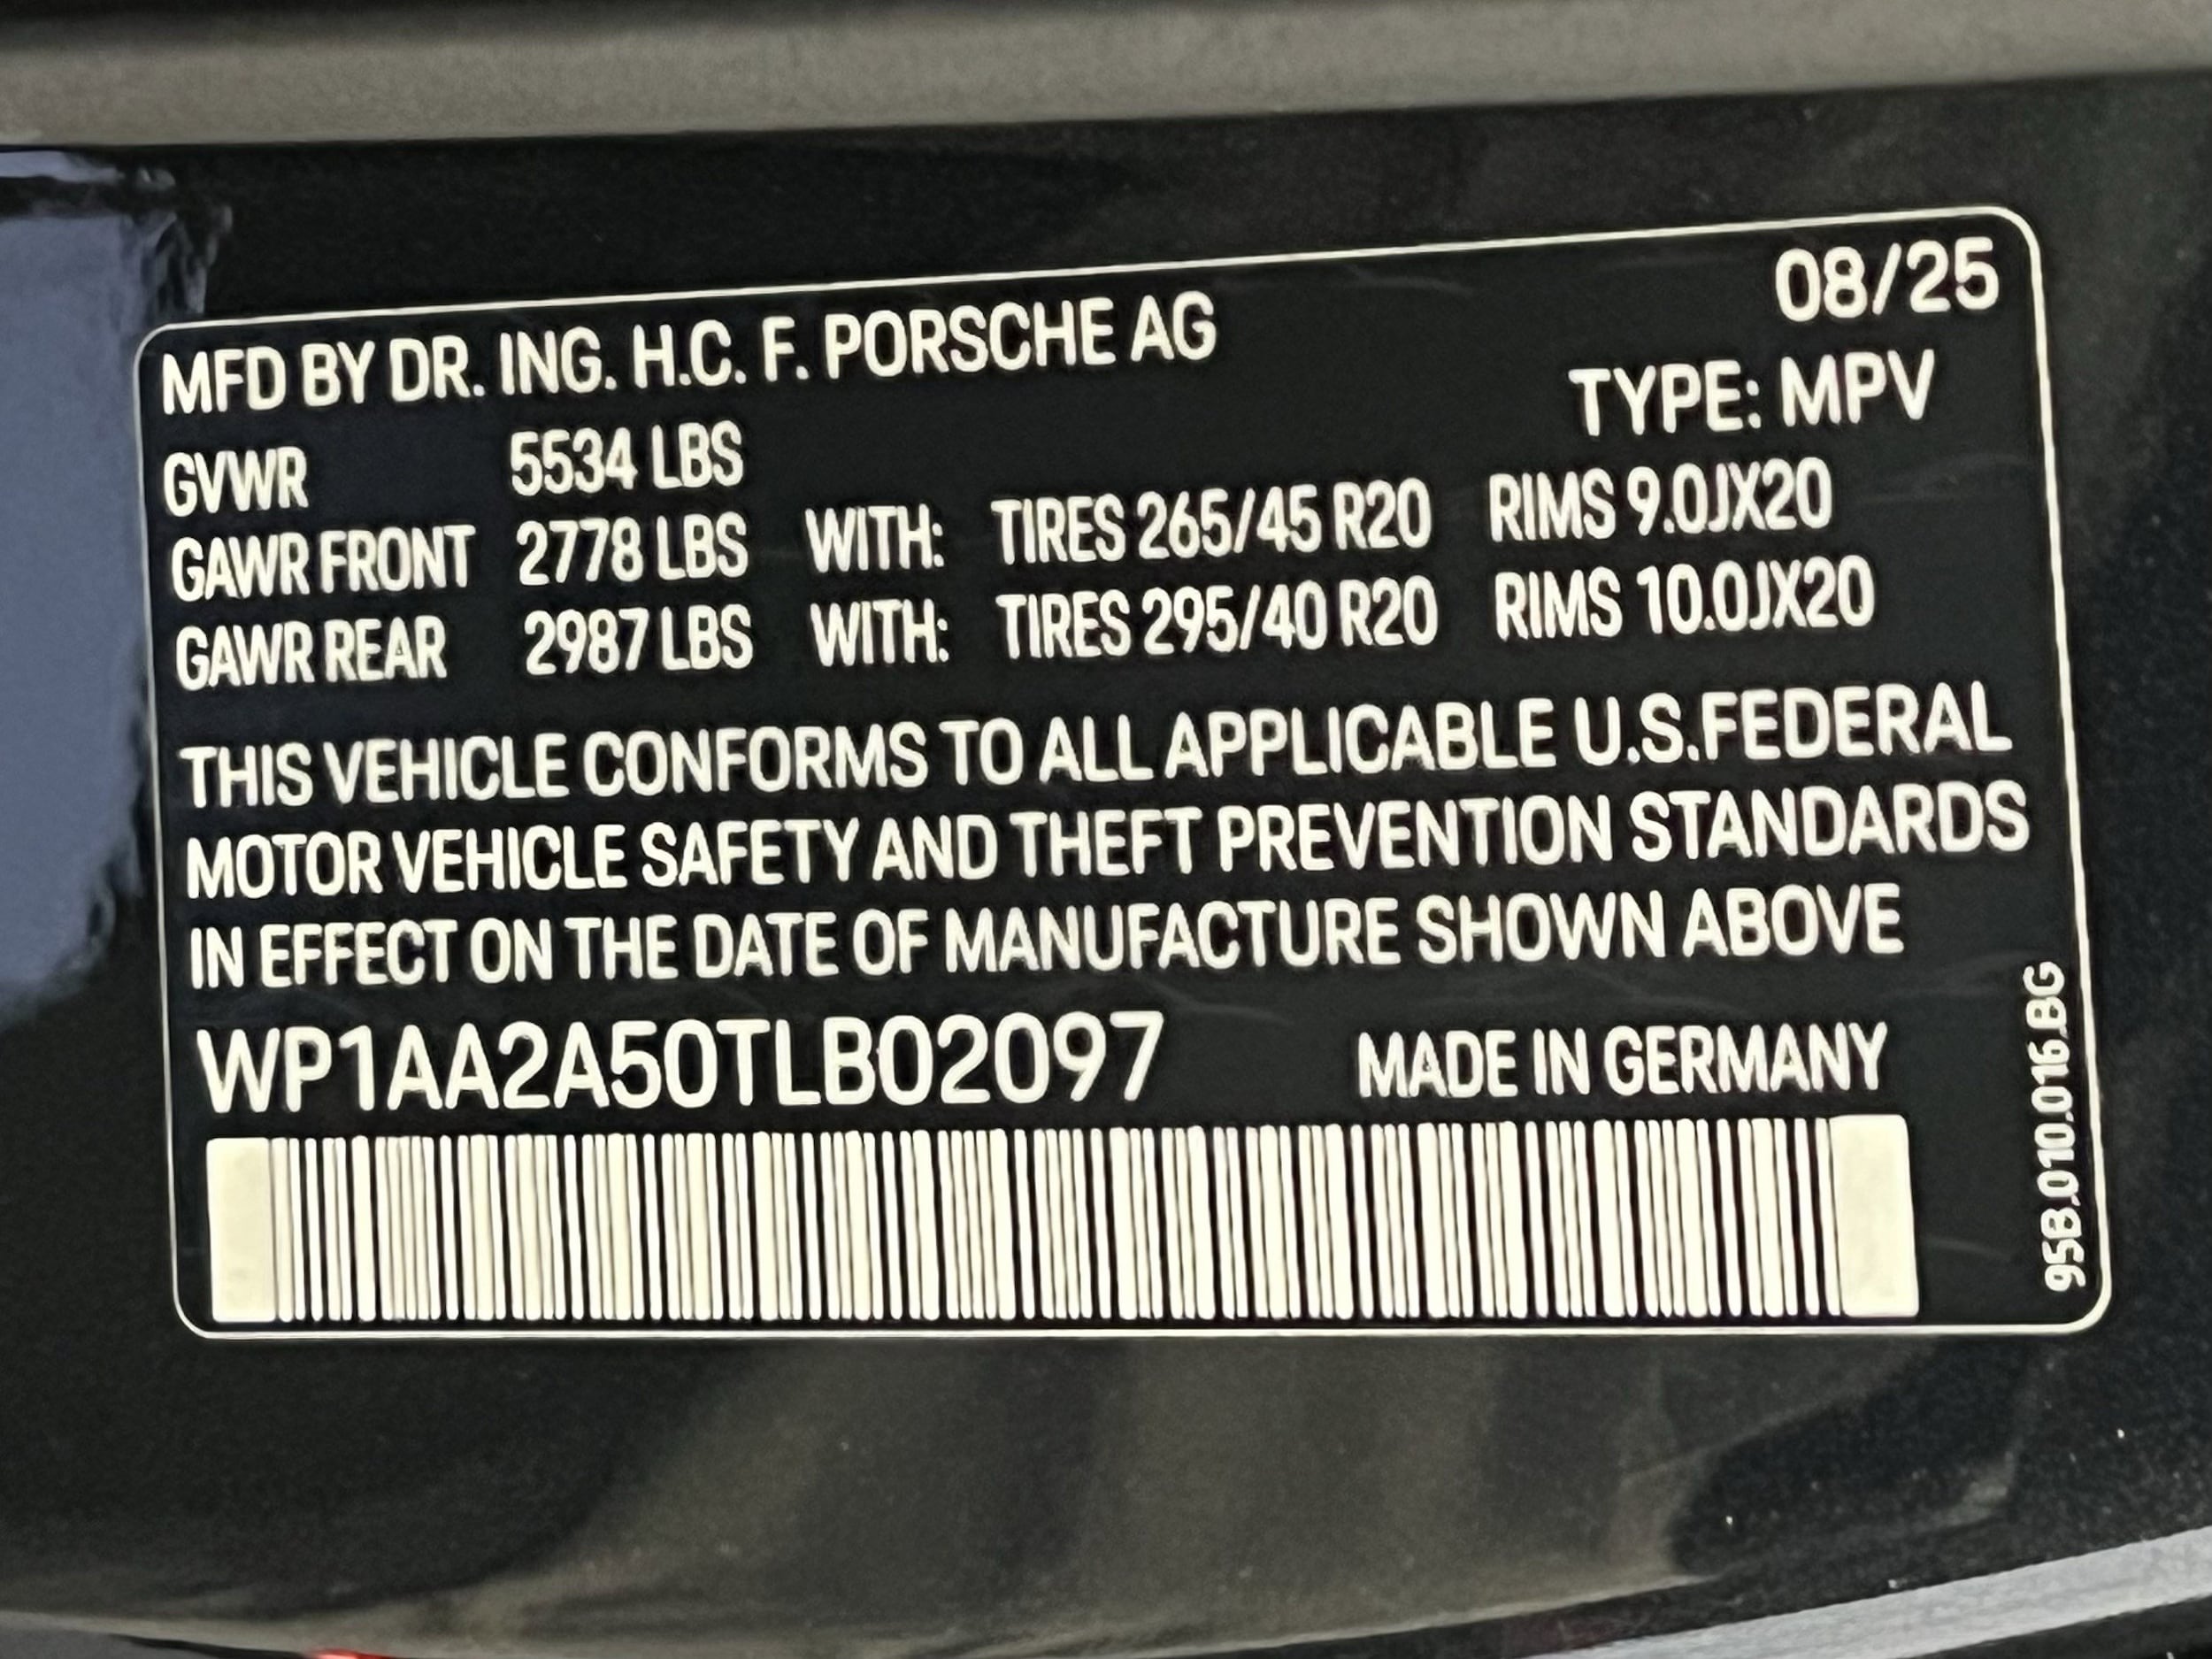 08/25
MFD BY DR. ING. H.C. F. PORSCHE AG
TYPE: MPV
GVWR 5534 LBS
GAWR FRONT 2778 LBS WITH: TIRES 265/45 R20 RIMS 9.0JX20
GAWR REAR 2987 LBS WITH: TIRES 295/40 R20 RIMS 10.0JX20
THIS VEHICLE CONFORMS TO ALL APPLICABLE U.S.FEDERAL
MOTOR VEHICLE SAFETY AND THEFT PREVENTION STANDARDS
IN EFFECT ON THE DATE OF MANUFACTURE SHOWN ABOVE
WP1AA2A50TLB02097 MADE IN GERMANY
95B.010.016.BG